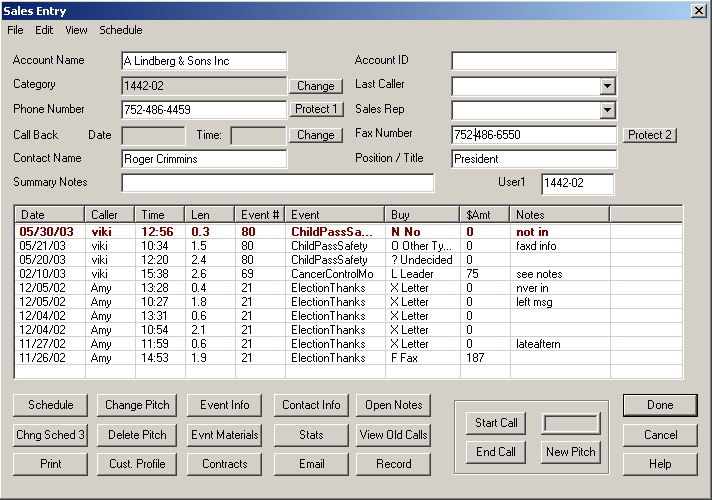 Sales Entry
File Edit View Schedule
Account Name A Lindberg & Sons Inc Account ID
Category 1442-02 Change Last Caller
Phone Number 752-486-4459 Protect 1 Sales Rep
Call Back Date Time: Change Fax Number 752-486-6550 Protect 2
Contact Name Roger Crimmins Position / Title President
Summary Notes User1 1442-02
Date Caller Time Len Event # Event Buy $Amt Notes
05/30/03 viki 12:56 0.3 80 ChildPassSa... N No 0 not in
05/21/03 viki 10:34 1.5 80 ChildPassSafety O Other Ty... 0 faxd info
05/20/03 viki 12:20 2.4 80 ChildPassSafety ? Undecided 0
02/10/03 viki 15:38 2.6 69 CancerControlMo L Leader 75 see notes
12/05/02 Amy 13:28 0.4 21 ElectionThanks X Letter 0 nver in
12/05/02 Amy 10:27 1.8 21 ElectionThanks X Letter 0 left msg
12/04/02 Amy 13:31 0.6 21 ElectionThanks X Letter 0
12/04/02 Amy 10:54 2.1 21 ElectionThanks X Letter 0
11/27/02 Amy 11:59 0.6 21 ElectionThanks X Letter 0 lateaftern
11/26/02 Amy 14:53 1.9 21 ElectionThanks F Fax 187
Schedule Change Pitch Event Info Contact Info Open Notes Done
Start Call
Chng Sched 3 Delete Pitch Evnt Materials Stats View Old Calls Cancel
End Call New Pitch
Print Cust. Profile Contracts Email Record Help